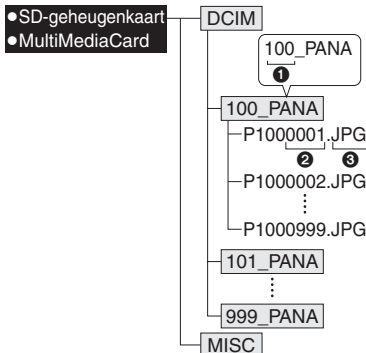 ●SD-geheugenkaart
●MultiMediaCard
DCIM
100_PANA
❶
100_PANA
P1000001.JPG
❷ ❸
P1000002.JPG
P1000999.JPG
101_PANA
999_PANA
MISC